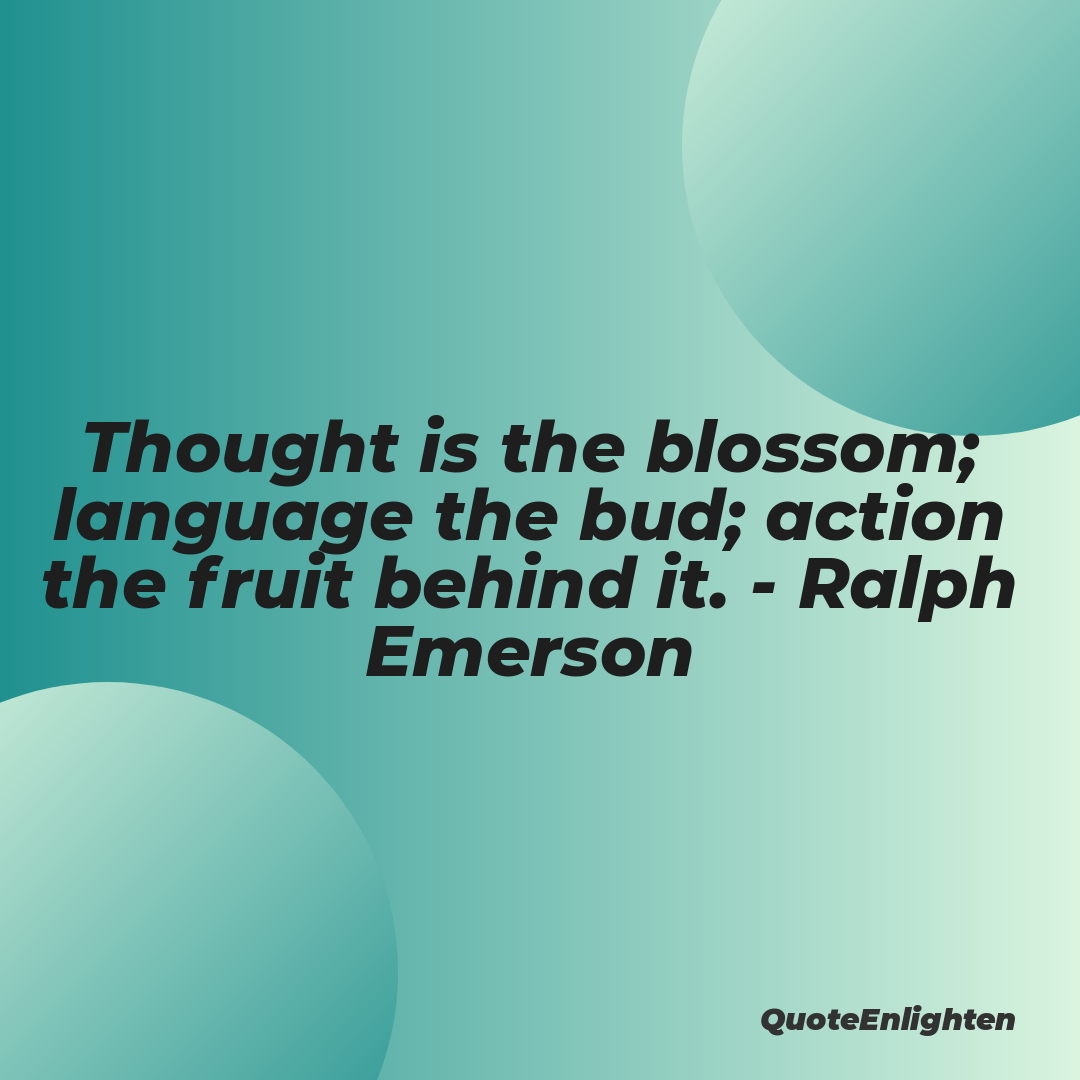 Thought is the blossom;
language the bud; action
the fruit behind it. - Ralph
Emerson
QuoteEnlighten